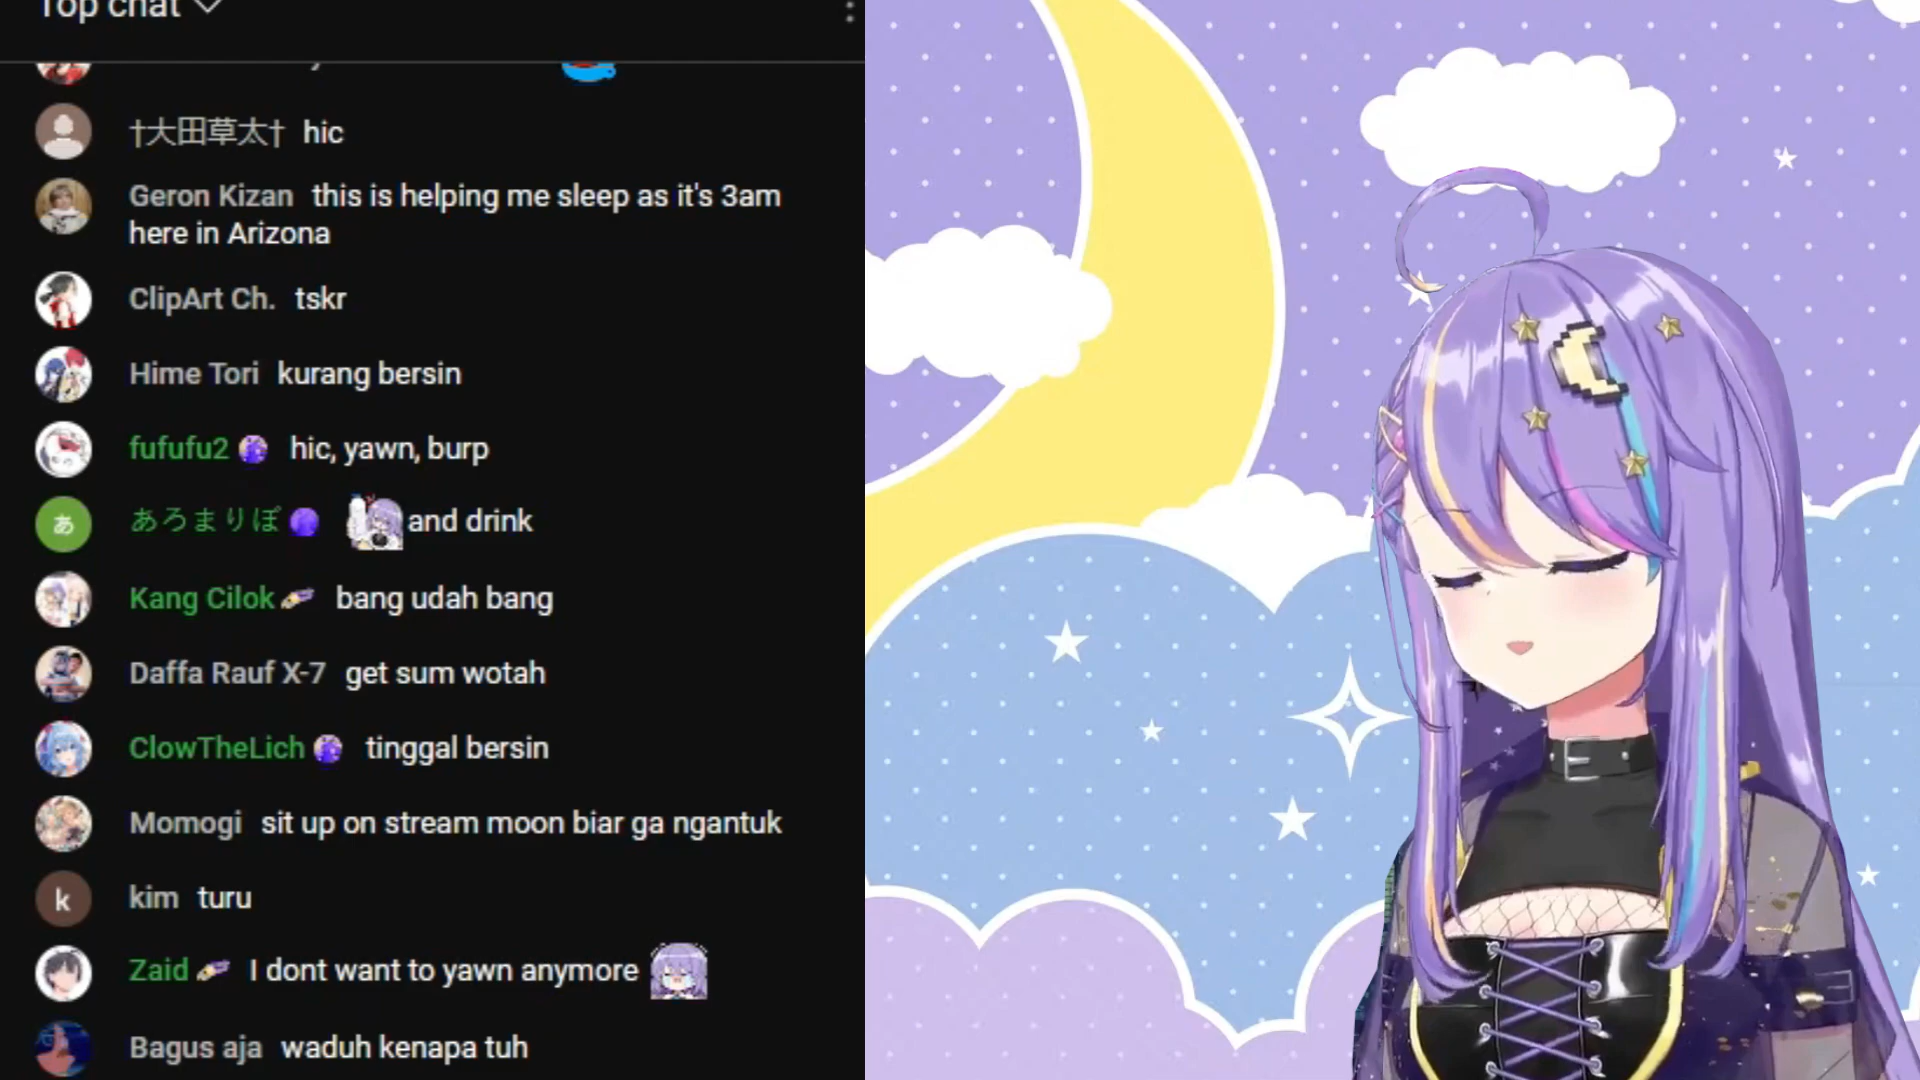 Top chat
†大田草太† hic
Geron Kizan this is helping me sleep as it's 3am
here in Arizona
ClipArt Ch. tskr
Hime Tori kurang bersin
fufufu2 hic, yawn, burp
あ あろまりぽ and drink
Kang Cilok bang udah bang
Daffa Rauf X-7 get sum wotah
ClowTheLich tinggal bersin
Momogi sit up on stream moon biar ga ngantuk
k kim turu
Zaid I dont want to yawn anymore
Bagus aja waduh kenapa tuh